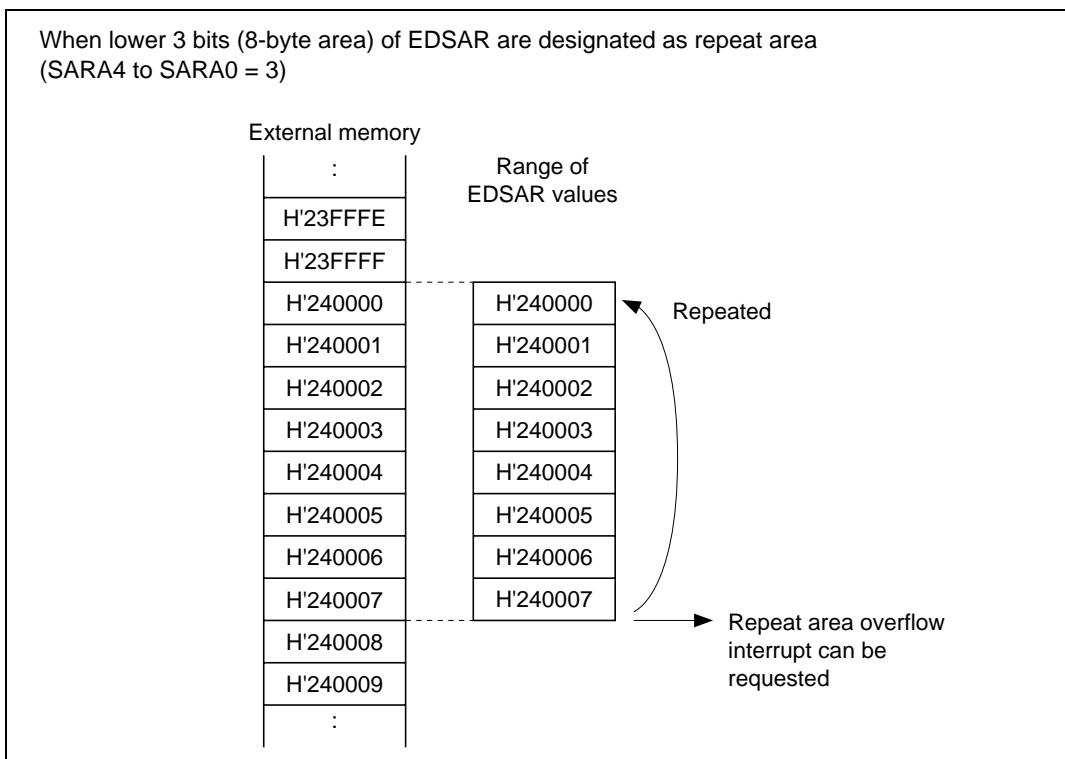 When lower 3 bits (8-byte area) of EDSAR are designated as repeat area
(SARA4 to SARA0 = 3)
External memory
:
H'23FFFE
H'23FFFF
H'240000
H'240001
H'240002
H'240003
H'240004
H'240005
H'240006
H'240007
H'240008
H'240009
:
Range of
EDSAR values
H'240000
H'240001
H'240002
H'240003
H'240004
H'240005
H'240006
H'240007
Repeated
Repeat area overflow
interrupt can be
requested